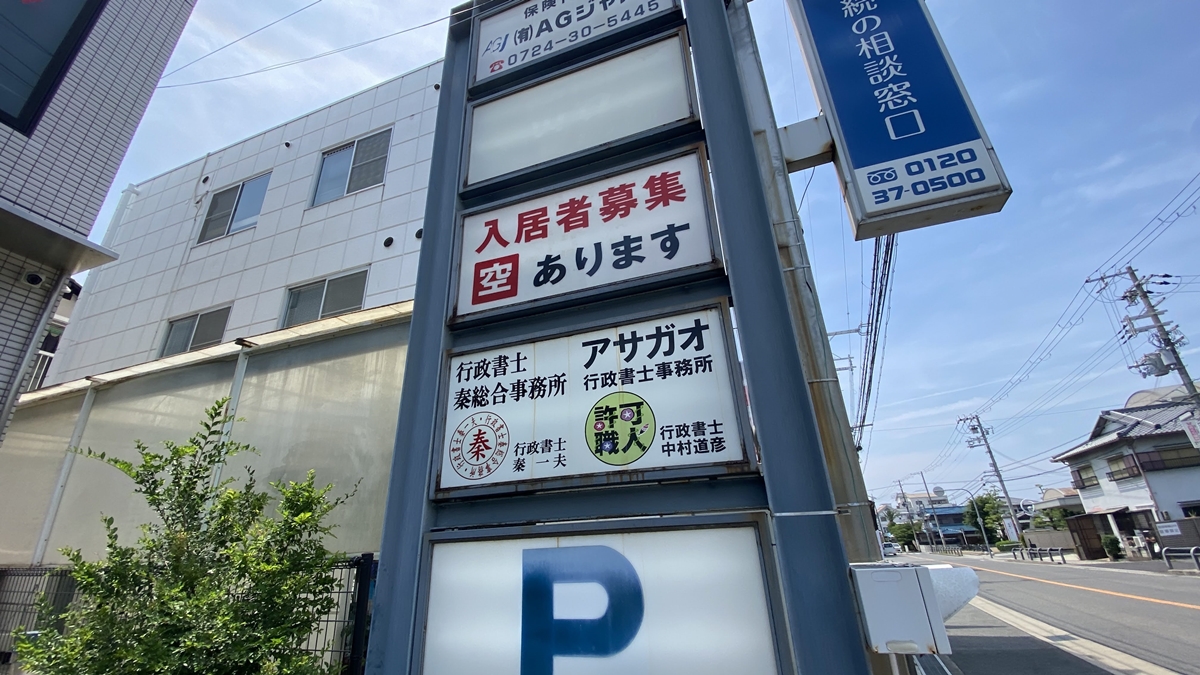 保険
AGJ (有)AGジャ
☎0724-30-5445
入居者募集
空 あります
行政書士
秦総合事務所
秦
行政書士
秦 一夫
アサガオ
行政書士事務所
許可
職人
行政書士
中村道彦
P
続の相談窓口
0120
37-0500